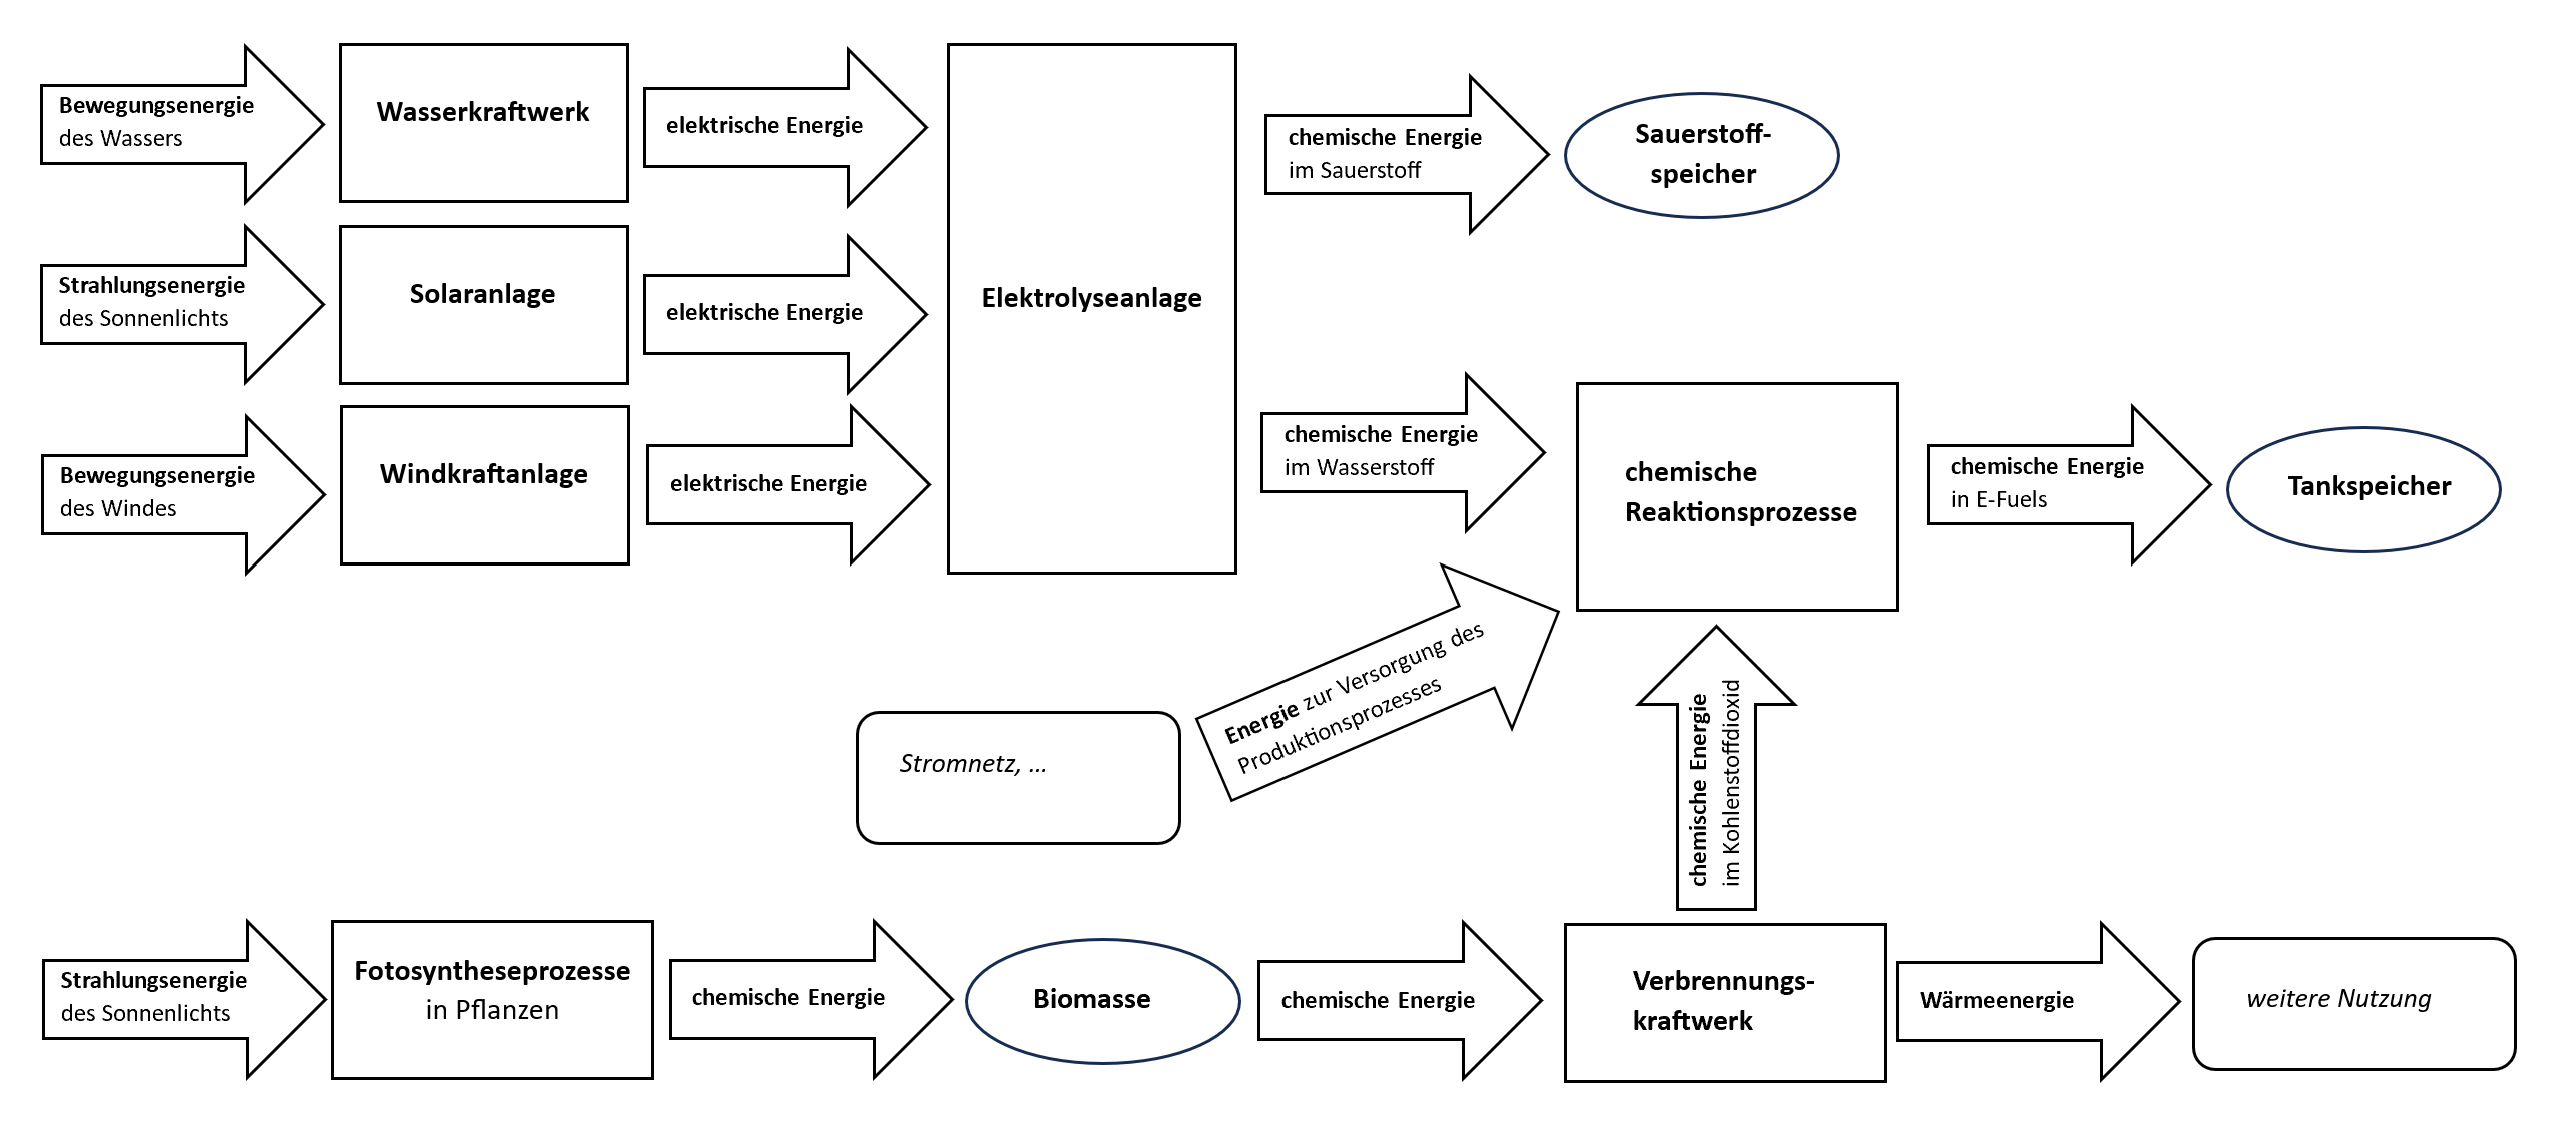 Bewegungsenergie
des Wassers
Wasserkraftwerk
elektrische Energie
Strahlungsenergie
des Sonnenlichts
Solaranlage
elektrische Energie
Bewegungsenergie
des Windes
Windkraftanlage
elektrische Energie
Elektrolyseanlage
chemische Energie
im Sauerstoff
Sauerstoff-
speicher
chemische Energie
im Wasserstoff
chemische
Reaktionsprozesse
chemische Energie
in E-Fuels
Tankspeicher
Stromnetz, ...
Energie zur Versorgung des
Produktionsprozesses
chemische Energie
im Kohlenstoffdioxid
Strahlungsenergie
des Sonnenlichts
Fotosyntheseprozesse
in Pflanzen
chemische Energie
Biomasse
chemische Energie
Verbrennungs-
kraftwerk
Wärmeenergie
weitere Nutzung